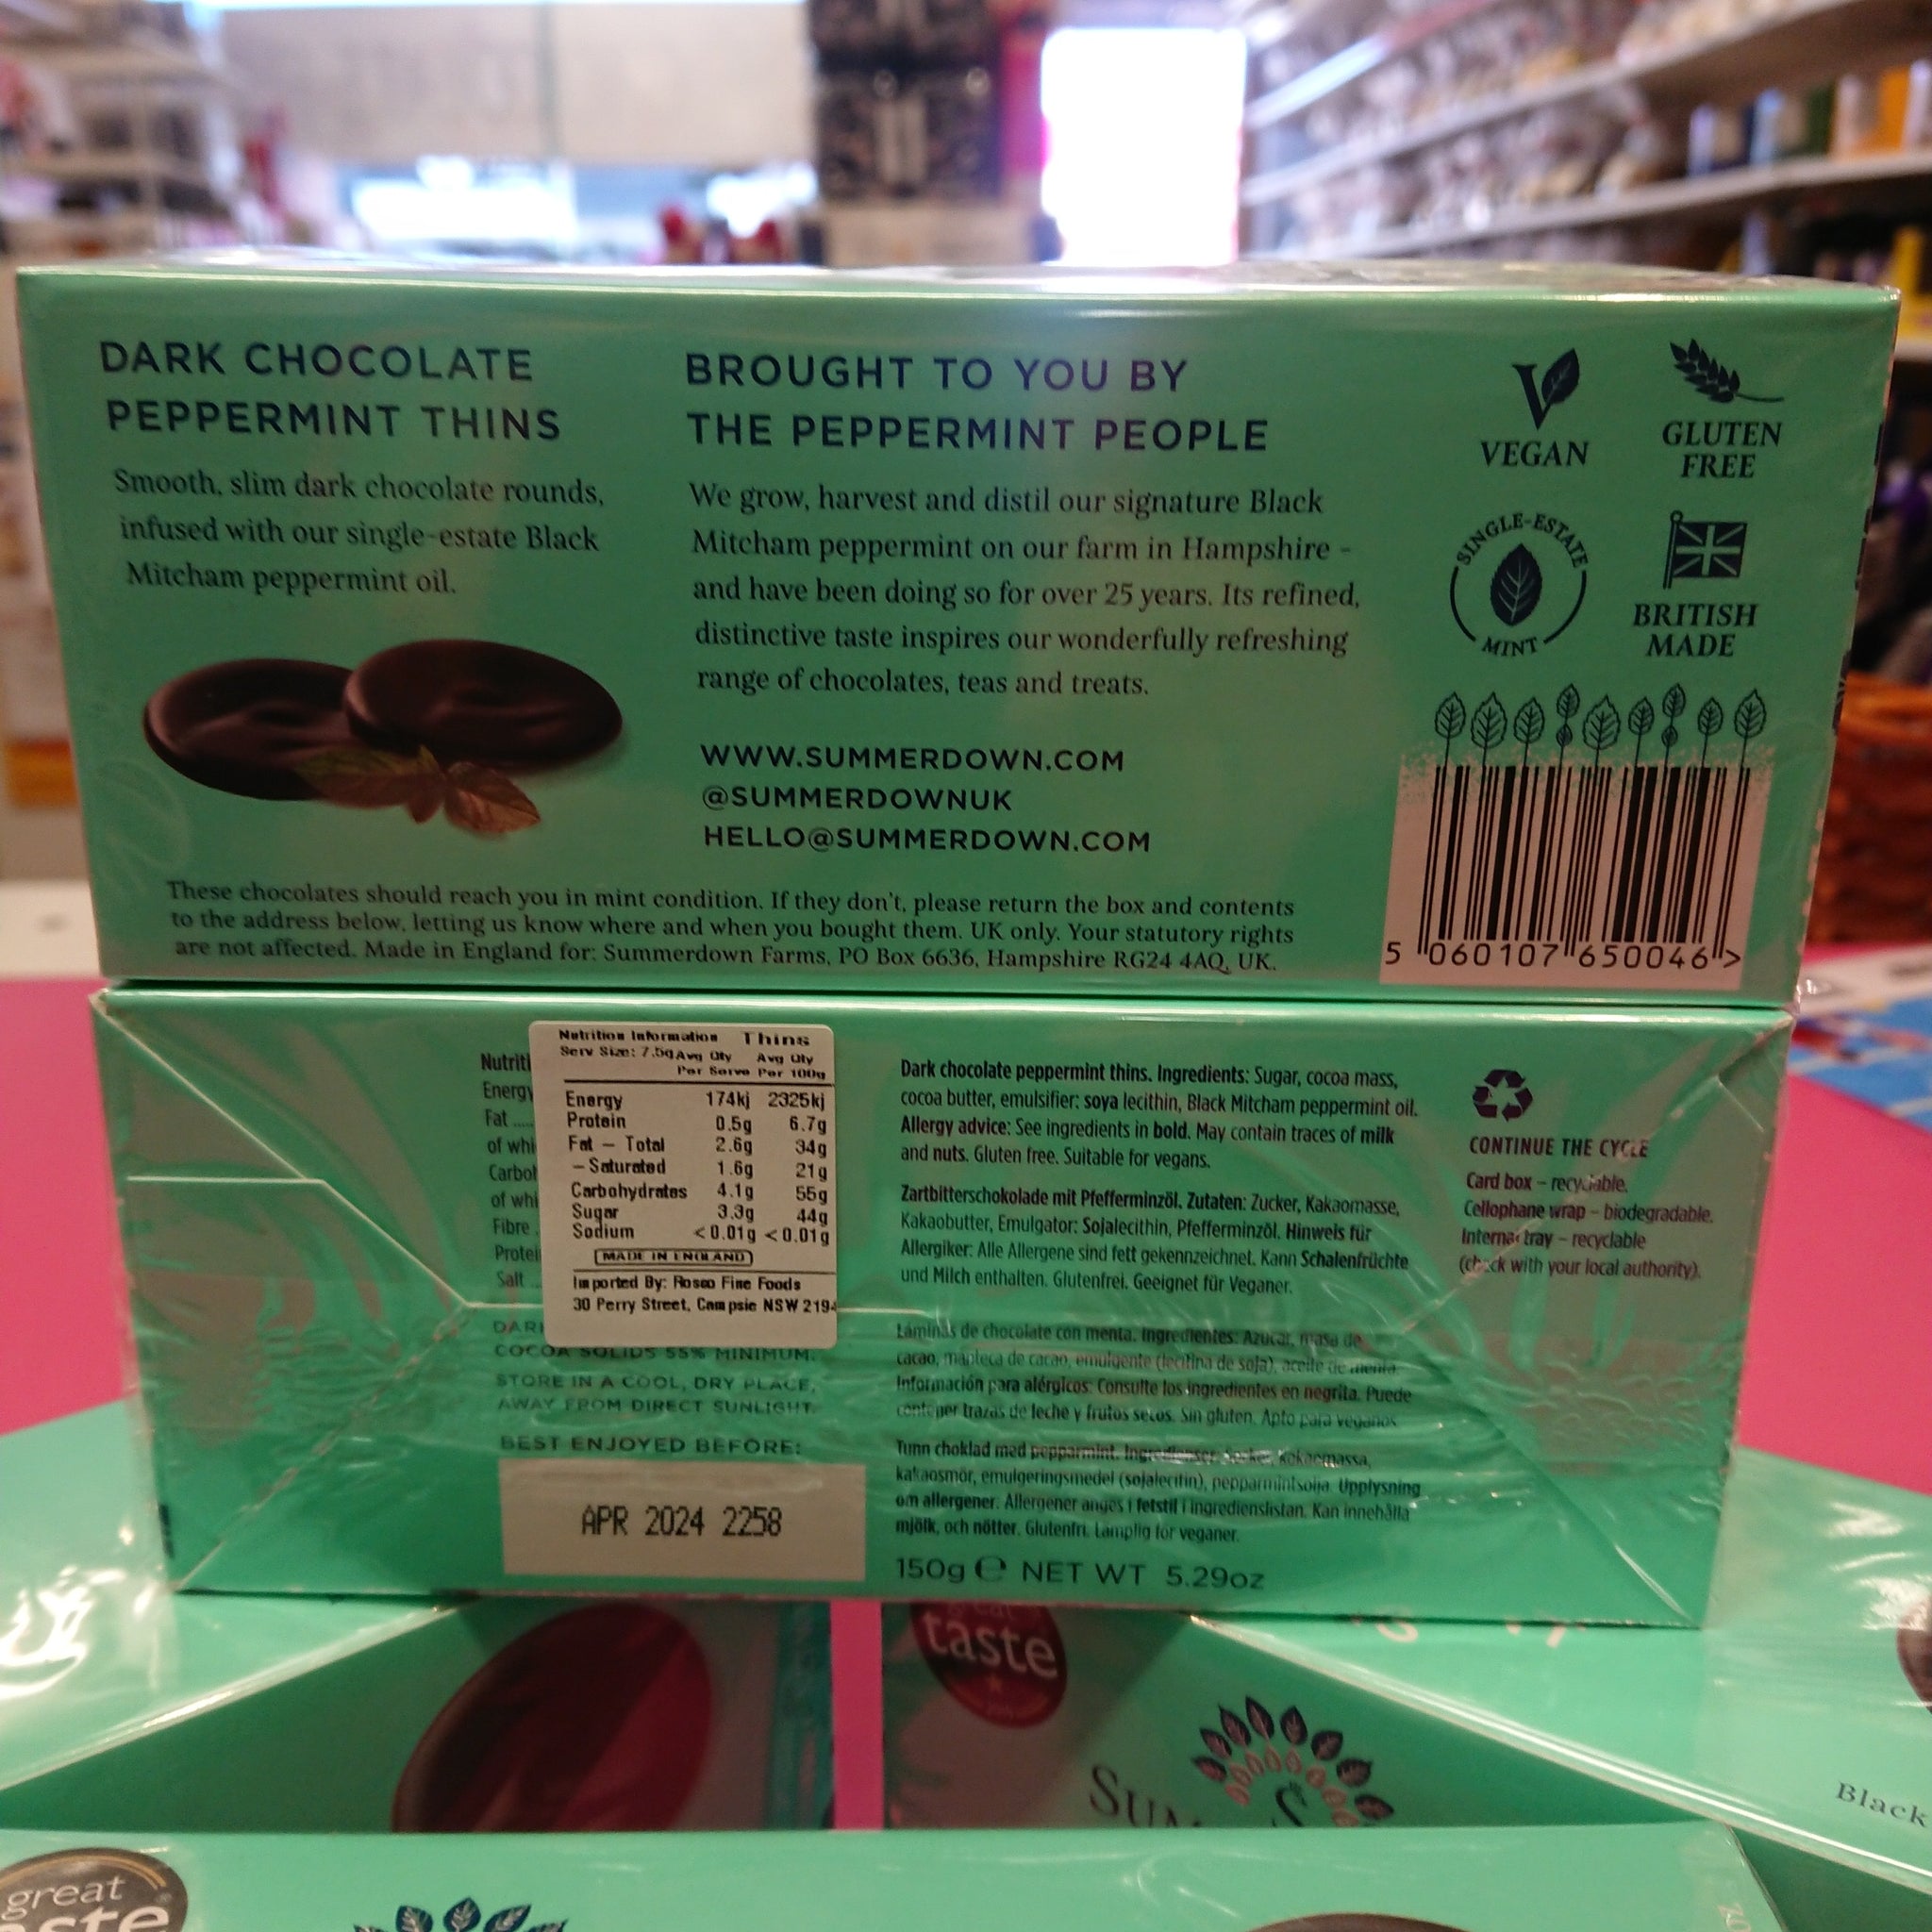 DARK CHOCOLATE
PEPPERMINT THINS
Smooth, slim dark chocolate rounds,
infused with our single-estate Black
Mitcham peppermint oil.
BROUGHT TO YOU BY
THE PEPPERMINT PEOPLE
We grow, harvest and distil our signature Black
Mitcham peppermint on our farm in Hampshire -
and have been doing so for over 25 years. Its refined,
distinctive taste inspires our wonderfully refreshing
range of chocolates, teas and treats.
WWW.SUMMERDOWN.COM
@SUMMERDOWNUK
HELLO@SUMMERDOWN.COM
VEGAN
GLUTEN
FREE
SINGLE-ESTATE
MINT
BRITISH
MADE
5 060107 650046 >
These chocolates should reach you in mint condition. If they don't, please return the box and contents
to the address below, letting us know where and when you bought them. UK only. Your statutory rights
are not affected. Made in England for: Summerdown Farms, PO Box 6636, Hampshire RG24 4AQ, UK.
Nutriti
Energy
Fat .....
of whi
Carbo
of whi
Fibre .
Protei
Salt ...
Nutrition Information Thins
Serv Size: 7.5g Avg Qty Avg Qty
Per Serve Per 100g
Energy 174kj 2325kj
Protein 0.5g 6.7g
Fat - Total 2.6g 34g
- Saturated 1.6g 21g
Carbohydrates 4.1g 55g
Sugar 3.3g 44g
Sodium <0.01g <0.01g
MADE IN ENGLAND
Imported By: Rosco Fine Foods
30 Perry Street, Campsie NSW 2194
DAR
COCOA SOLIDS 55% MINIMUM.
STORE IN A COOL, DRY PLACE,
AWAY FROM DIRECT SUNLIGHT.
BEST ENJOYED BEFORE:
APR 2024 2258
Dark chocolate peppermint thins. Ingredients: Sugar, cocoa mass,
cocoa butter, emulsifier: soya lecithin, Black Mitcham peppermint oil.
Allergy advice: See ingredients in bold. May contain traces of milk
and nuts. Gluten free. Suitable for vegans.
Zartbitterschokolade mit Pfefferminzöl. Zutaten: Zucker, Kakaomasse,
Kakaobutter, Emulgator: Sojalecithin, Pfefferminzöl. Hinweis für
Allergiker: Alle Allergene sind fett gekennzeichnet. Kann Schalenfrüchte
und Milch enthalten. Glutenfrei. Geeignet für Veganer.
Láminas de chocolate con menta. Ingredientes: Azúcar, masa de
cacao, manteca de cacao, emulgente (lecitina de soja), aceite de menta.
Información para alérgicos: Consulte los ingredientes en negrita. Puede
contener trazas de leche y frutos secos. Sin gluten. Apto para veganos.
Tunn choklad med pepparmint. Ingredienser: Socker, kakaomassa,
kakaosmör, emulgeringsmedel (sojalecitin), pepparmintsolja. Upplysning
om allergener. Allergener anges i fetstil i ingredienslistan. Kan innehålla
mjölk, och nötter. Glutenfri. Lämplig för veganer.
150g e NET WT 5.29oz
CONTINUE THE CYCLE
Card box – recyclable.
Cellophane wrap – biodegradable.
Internal tray – recyclable
(check with your local authority).
great
taste
SUM
Black
great
taste